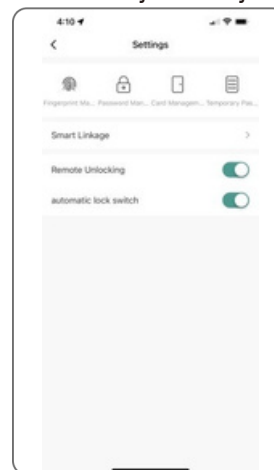 4:10
Settings
Fingerprint Ma... Password Man... Card Managem... Temporary Pas...
Smart Linkage
Remote Unlocking
automatic lock switch